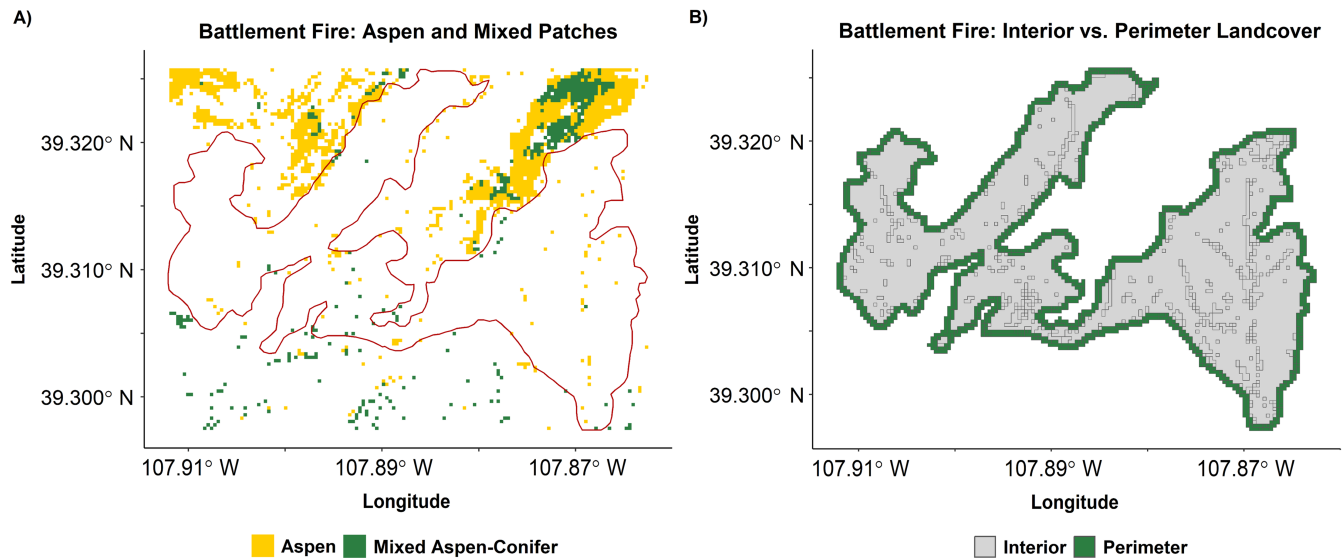 A)
Battlement Fire: Aspen and Mixed Patches
39.320° N
39.310° N
39.300° N
Latitude
107.91° W 107.89° W 107.87° W
Longitude
Aspen Mixed Aspen-Conifer
B)
Battlement Fire: Interior vs. Perimeter Landcover
39.320° N
39.310° N
39.300° N
Latitude
107.91° W 107.89° W 107.87° W
Longitude
Interior Perimeter